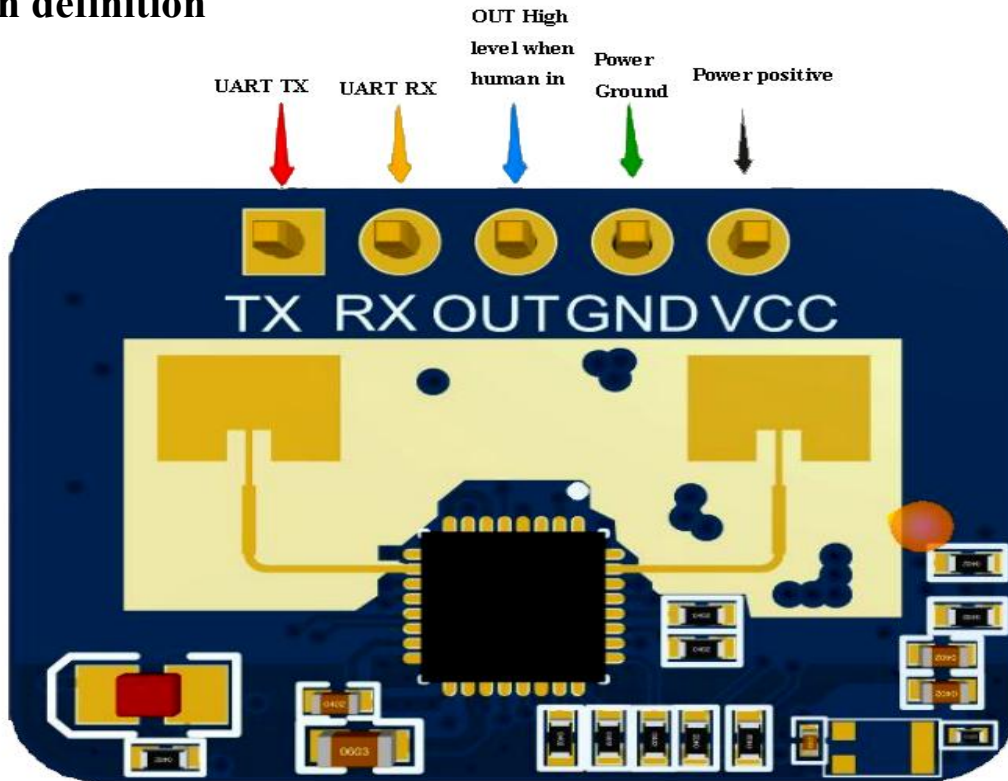 n definition
OUT High
level when
human in
Power
Ground
Power positive
UART TX
UART RX
TX RX OUT GND VCC
0402
0603